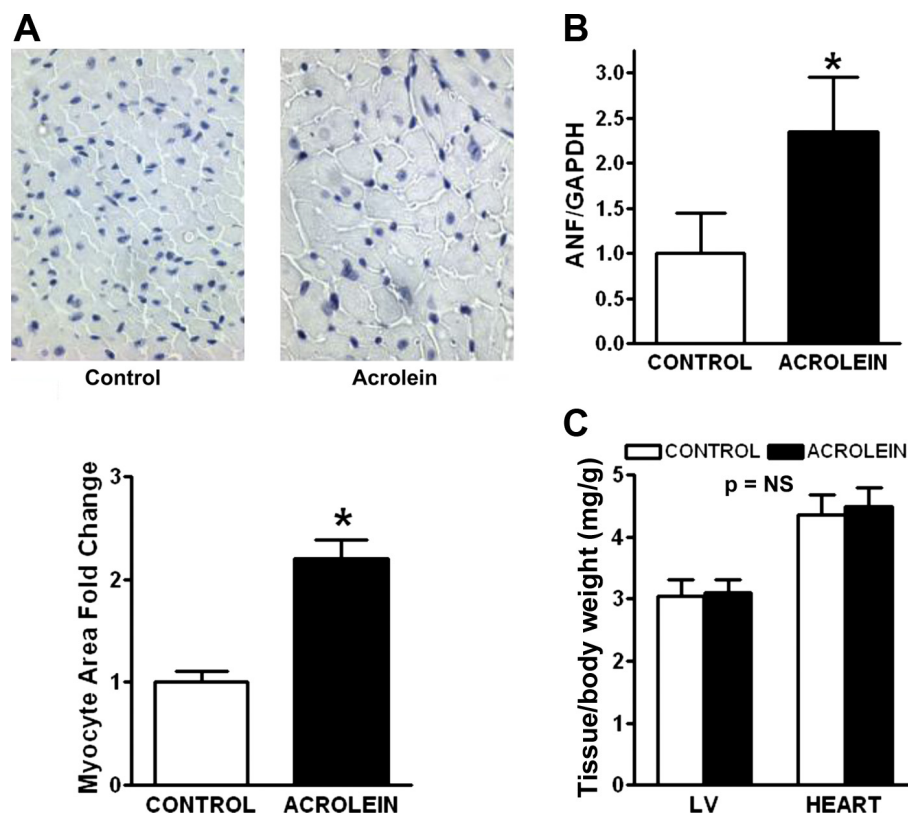 A
Control
Acrolein
Myocyte Area Fold Change
3
2
1
0
*
CONTROL ACROLEIN
B
ANF/GAPDH
3.0
2.5
2.0
1.5
1.0
0.5
0.0
*
CONTROL ACROLEIN
C
CONTROL ACROLEIN
p = NS
Tissue/body weight (mg/g)
5
4
3
2
1
0
LV HEART